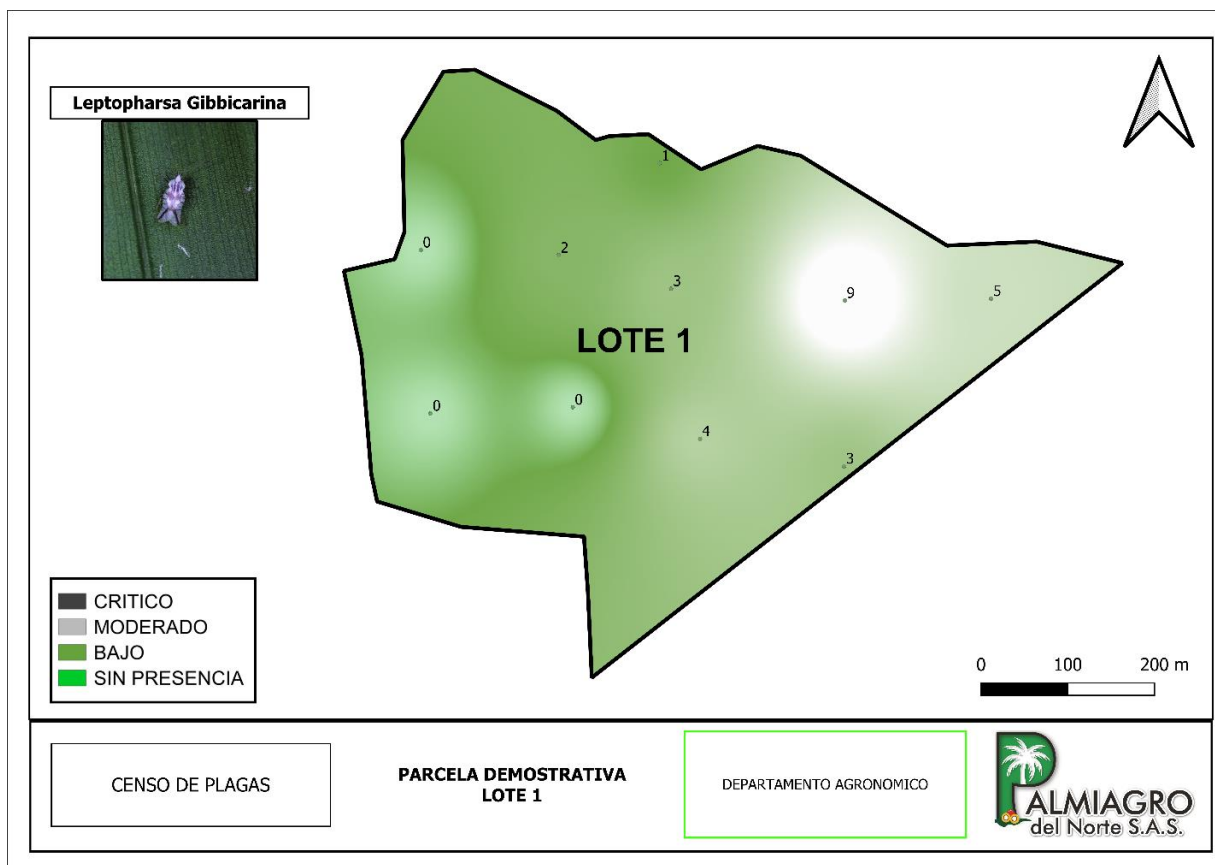 Leptopharsa Gibbicarina
1
0
2
3
9
5
LOTE 1
0
0
4
3
CRITICO
MODERADO
BAJO
SIN PRESENCIA
0 100 200 m
CENSO DE PLAGAS
PARCELA DEMOSTRATIVA
LOTE 1
DEPARTAMENTO AGRONOMICO
PALMIAGRO
del Norte S.A.S.